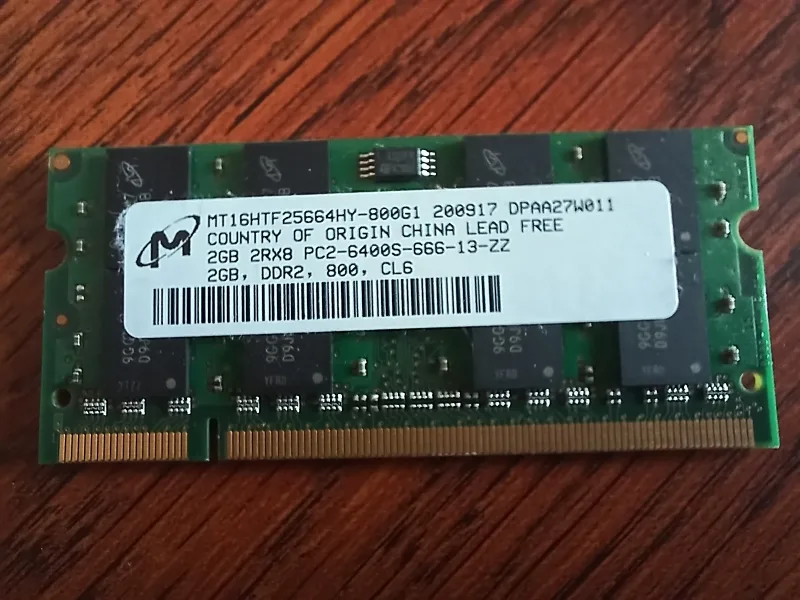 MT16HTF25664HY-800G1 200917 DPAA27W011
COUNTRY OF ORIGIN CHINA LEAD FREE
2GB 2RX8 PC2-6400S-666-13-ZZ
2GB, DDR2, 800, CL6